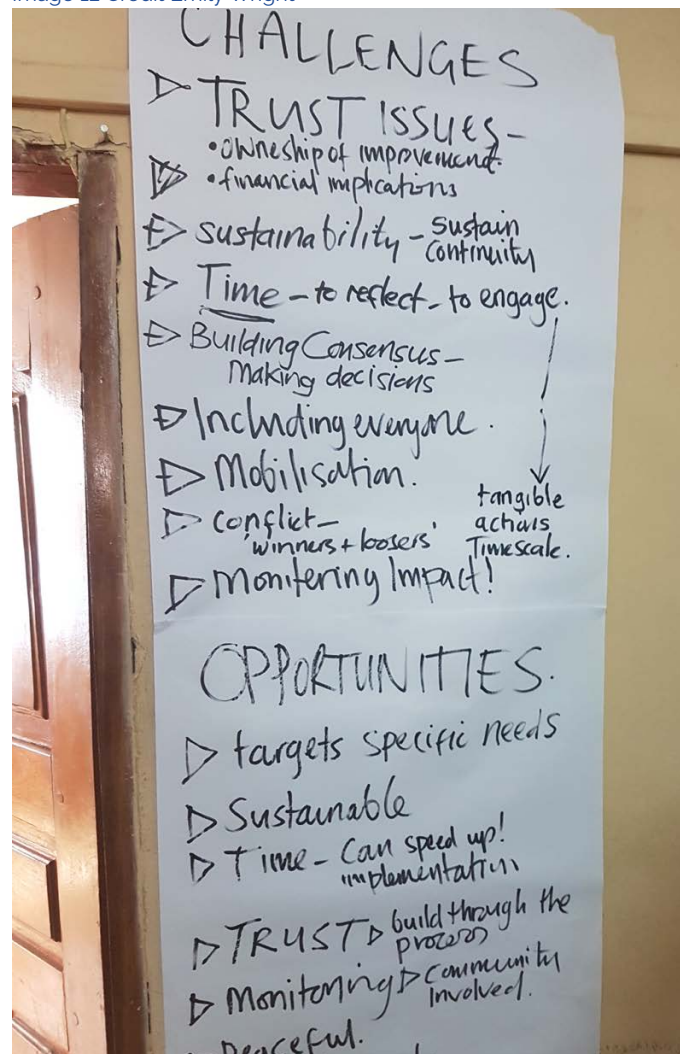 CHALLENGES
TRUST ISSUES -
• owneship of improvement.
• financial implications
sustainability - Sustain
continuity
Time - to reflect - to engage.
Building Consensus -
Making decisions
Including everyone.
Mobilisation.
conflict -
'winners + loosers'
tangible
actions
Timescale.
Monitering Impact!
OPPORTUNITIES.
targets specific needs
Sustainable
Time - Can speed up!
implementation
TRUST build through the
process
Monitoring Community
involved.
Peaceful.